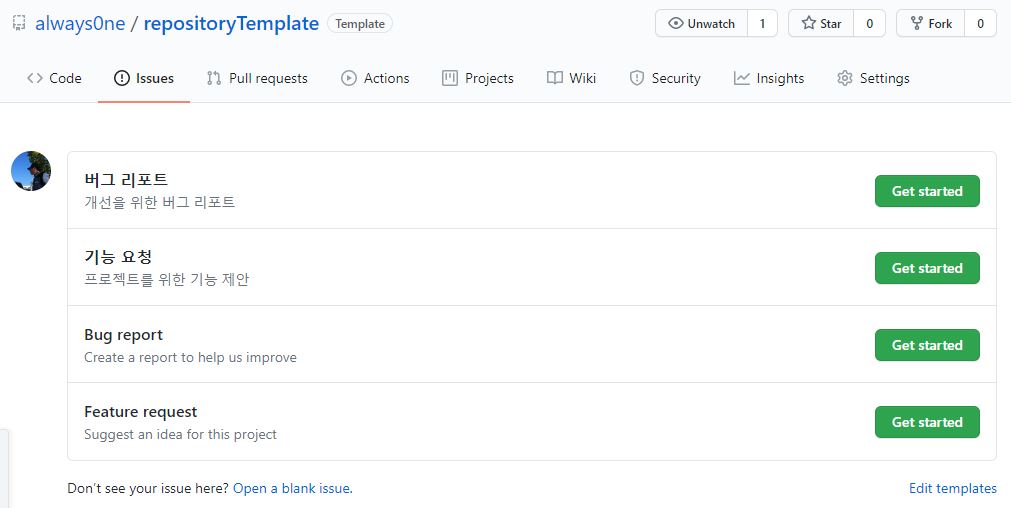 always0ne / repositoryTemplate Template Unwatch 1 Star 0 Fork 0
Code Issues Pull requests Actions Projects Wiki Security Insights Settings
버그 리포트
개선을 위한 버그 리포트
Get started
기능 요청
프로젝트를 위한 기능 제안
Get started
Bug report
Create a report to help us improve
Get started
Feature request
Suggest an idea for this project
Get started
Don't see your issue here? Open a blank issue. Edit templates